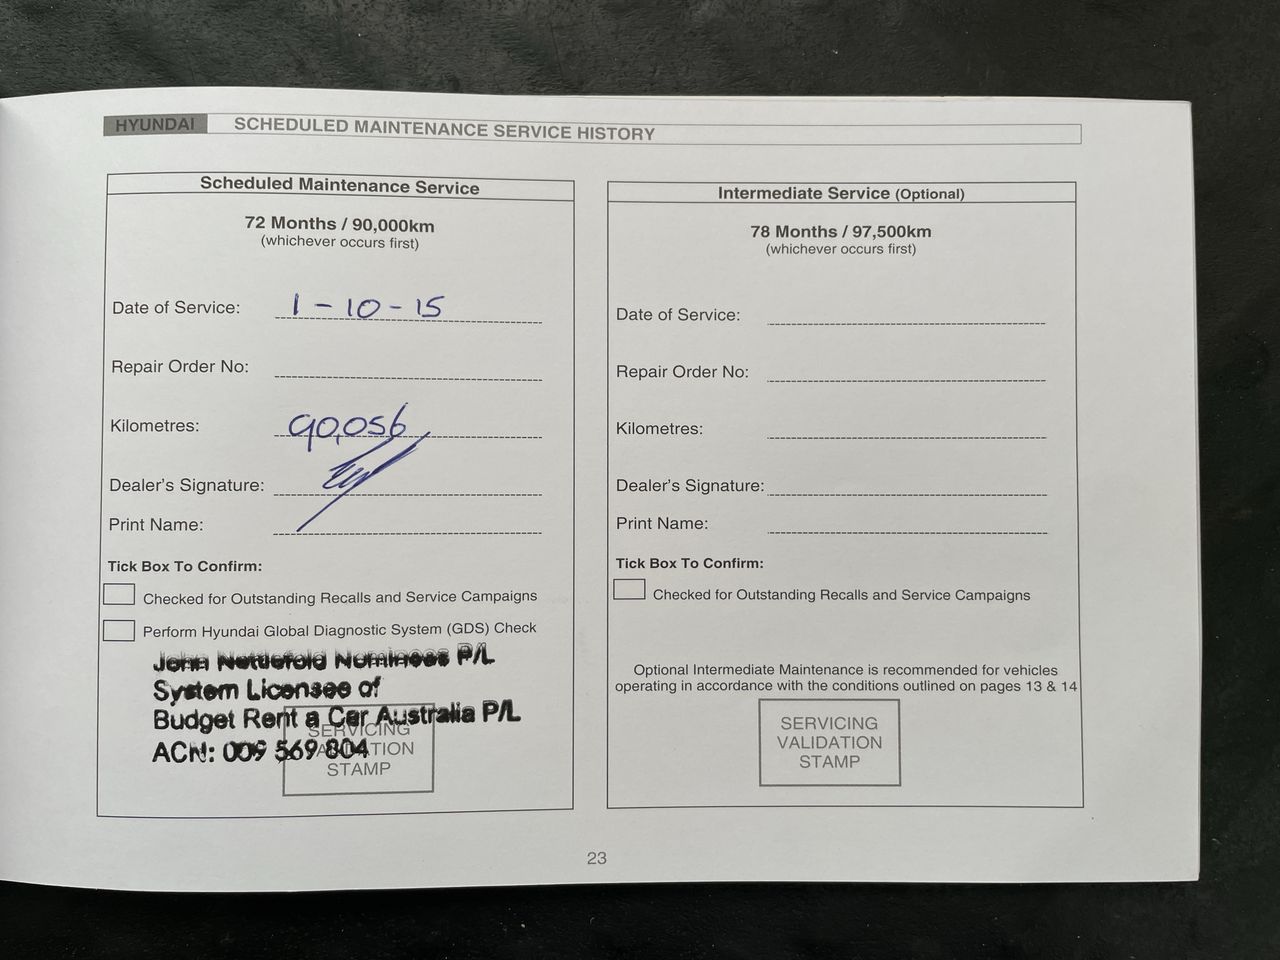 HYUNDAI SCHEDULED MAINTENANCE SERVICE HISTORY
Scheduled Maintenance Service
72 Months / 90,000km
(whichever occurs first)
Date of Service: 1 - 10 - 15
Repair Order No:
Kilometres: 90,056
Dealer's Signature:
Print Name:
Tick Box To Confirm:
Checked for Outstanding Recalls and Service Campaigns
Perform Hyundai Global Diagnostic System (GDS) Check
John Nettlefold Nominees P/L
System Licensee of
Budget Rent a Car Australia P/L
ACN: 009 569 804
SERVICING
VALIDATION
STAMP
Intermediate Service (Optional)
78 Months / 97,500km
(whichever occurs first)
Date of Service:
Repair Order No:
Kilometres:
Dealer's Signature:
Print Name:
Tick Box To Confirm:
Checked for Outstanding Recalls and Service Campaigns
Optional Intermediate Maintenance is recommended for vehicles
operating in accordance with the conditions outlined on pages 13 & 14
SERVICING
VALIDATION
STAMP
23